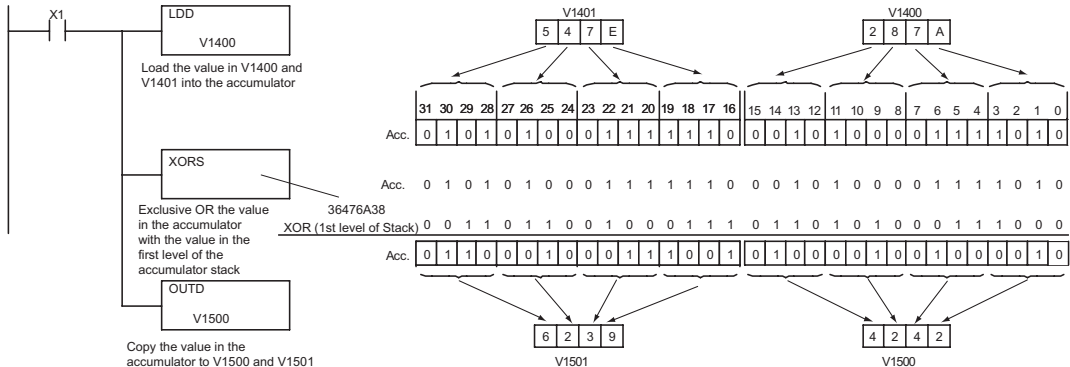 X1
LDD
V1400
Load the value in V1400 and
V1401 into the accumulator
V1401
V1400
5 4 7 E
2 8 7 A
31 30 29 28 27 26 25 24 23 22 21 20 19 18 17 16
15 14 13 12 11 10 9 8 7 6 5 4 3 2 1 0
Acc. 0 1 0 1 0 1 0 0 0 1 1 1 1 1 1 0 0 0 1 0 1 0 0 0 0 1 1 1 1 0 1 0
XORS
Exclusive OR the value
in the accumulator
with the value in the
first level of the
accumulator stack
Acc. 0 1 0 1 0 1 0 0 0 1 1 1 1 1 1 0 0 0 1 0 1 0 0 0 0 1 1 1 1 0 1 0
36476A38
XOR (1st level of Stack) 0 0 1 1 0 1 1 0 0 1 0 0 0 1 1 1 0 1 1 0 1 0 1 0 0 0 1 1 1 0 0 0
Acc. 0 1 1 0 0 0 1 0 0 0 1 1 1 0 0 1 0 1 0 0 0 0 1 0 0 1 0 0 0 0 1 0
OUTD
V1500
Copy the value in the
accumulator to V1500 and V1501
6 2 3 9
4 2 4 2
V1501
V1500